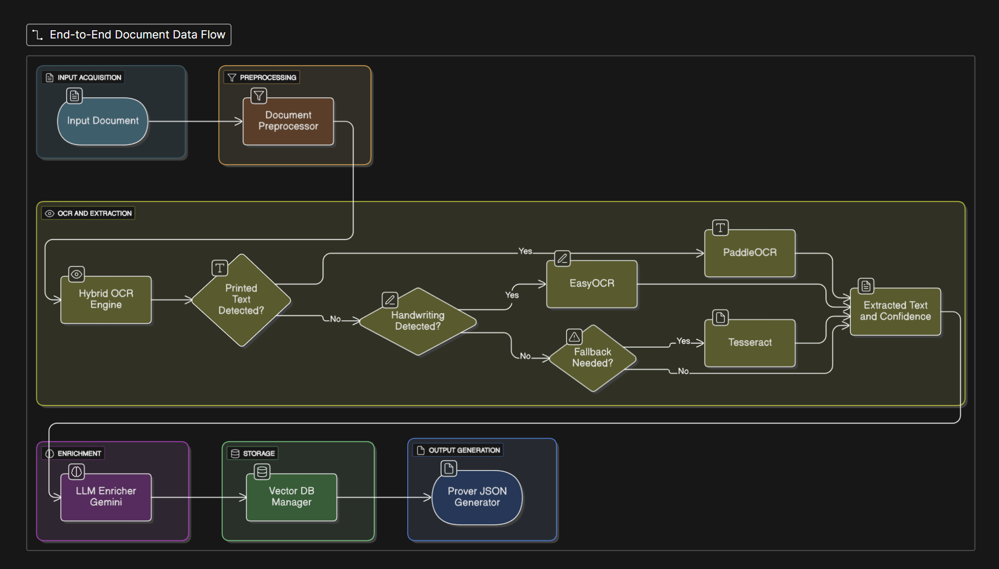 End-to-End Document Data Flow
INPUT ACQUISITION
Input Document
PREPROCESSING
Document
Preprocessor
OCR AND EXTRACTION
Hybrid OCR
Engine
Printed
Text
Detected?
Yes
No
Handwriting
Detected?
Yes
No
EasyOCR
Fallback
Needed?
Yes
No
PaddleOCR
Tesseract
Extracted Text
and Confidence
ENRICHMENT
LLM Enricher
Gemini
STORAGE
Vector DB
Manager
OUTPUT GENERATION
Prover JSON
Generator